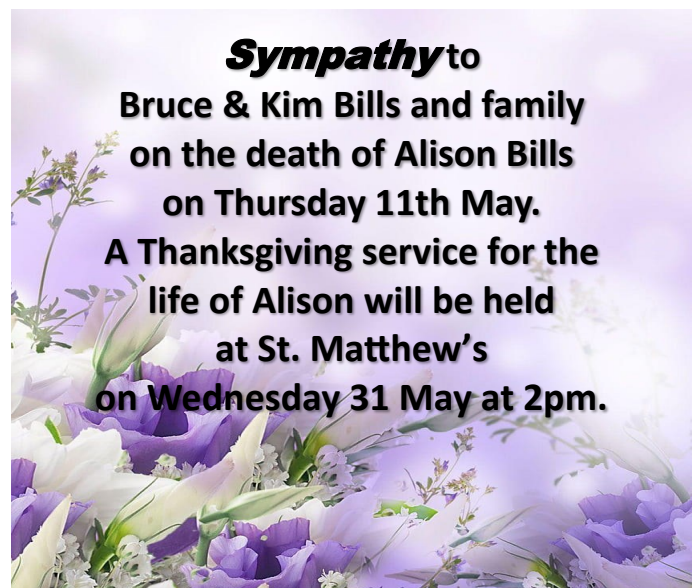 Sympathy to
Bruce & Kim Bills and family
on the death of Alison Bills
on Thursday 11th May.
A Thanksgiving service for the
life of Alison will be held
at St. Matthew’s
on Wednesday 31 May at 2pm.